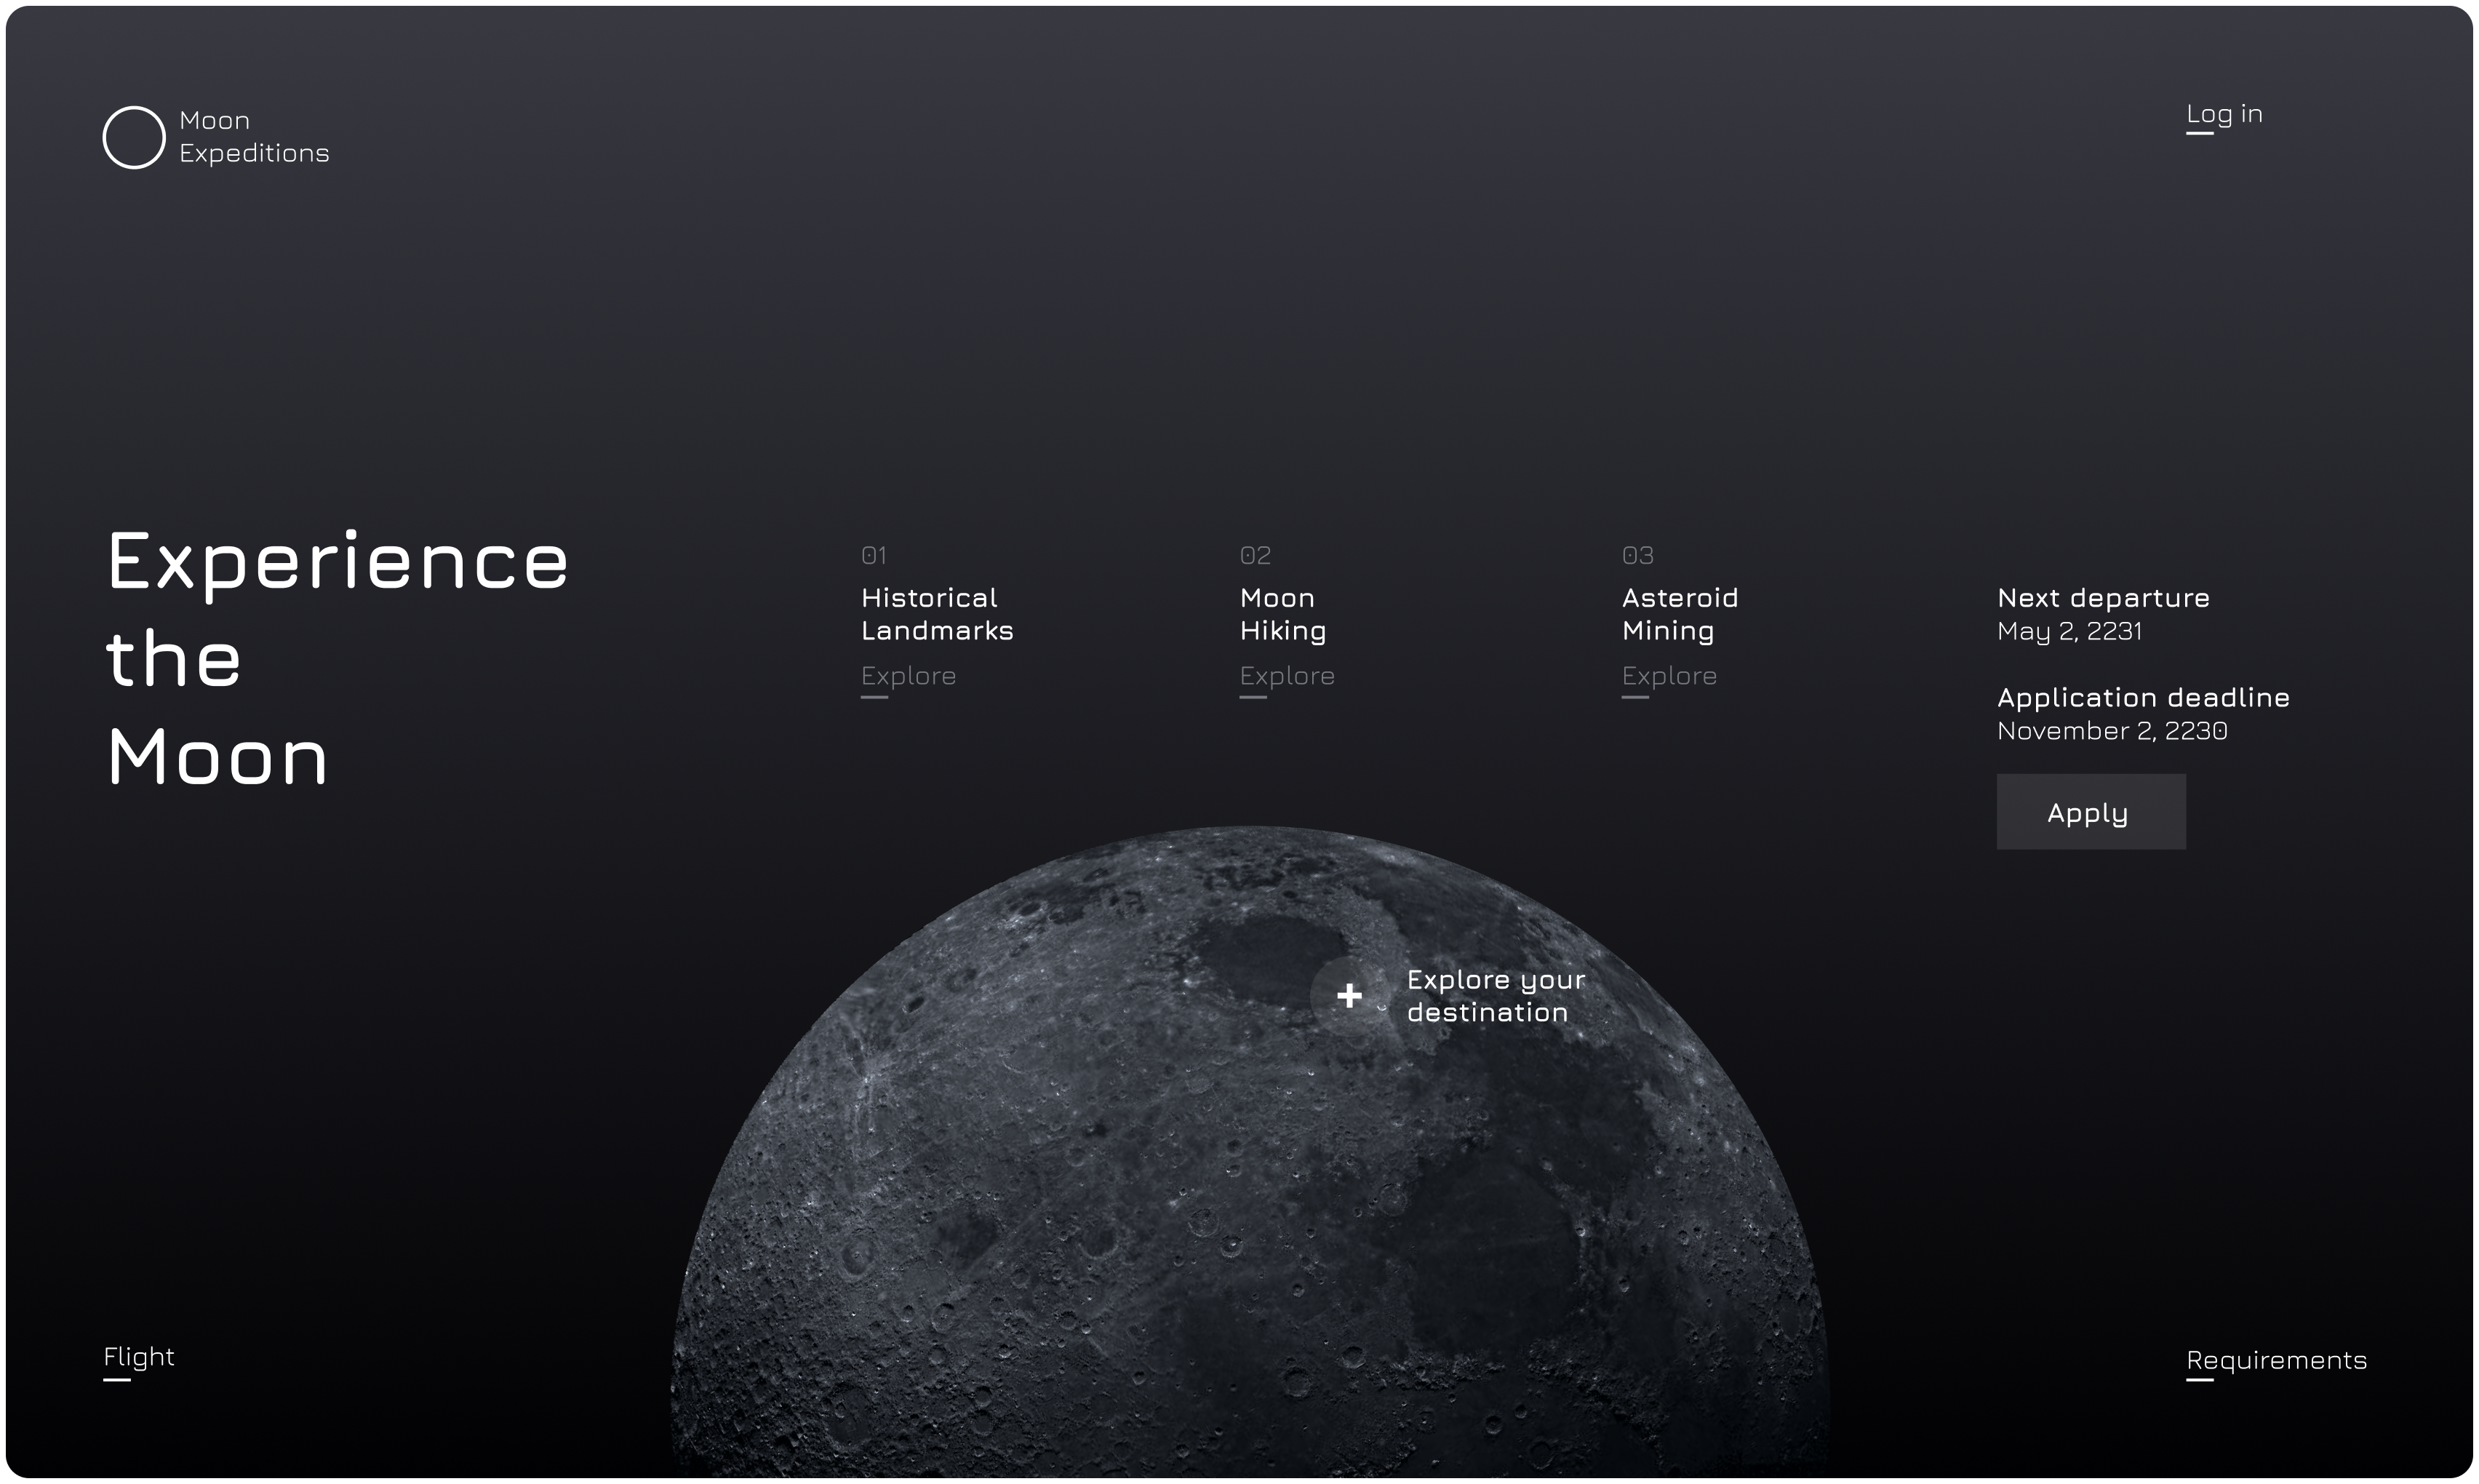 Moon
Expeditions
Log in
Experience
the
Moon
01
Historical
Landmarks
Explore
02
Moon
Hiking
Explore
03
Asteroid
Mining
Explore
Next departure
May 2, 2231
Application deadline
November 2, 2230
Apply
+
Explore your
destination
Flight
Requirements